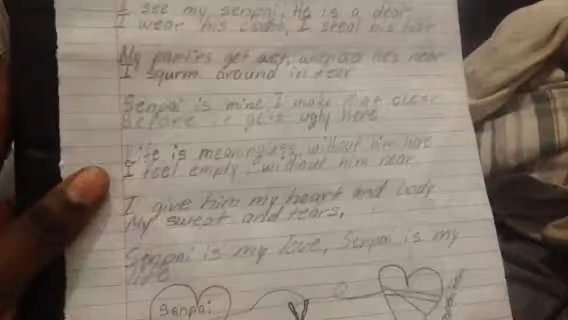 I see my senpai, He is a dear
I wear his I steal his hair
My panties get wet, he's near
I squrm around in fear
Senpai is mine, I make that clear
Before gets ugly here
Life is meaningless without him here
I feel empty without him near
I give him my heart and body
My sweat and tears,
Senpai is my love, Senpai is my
life
Senpai